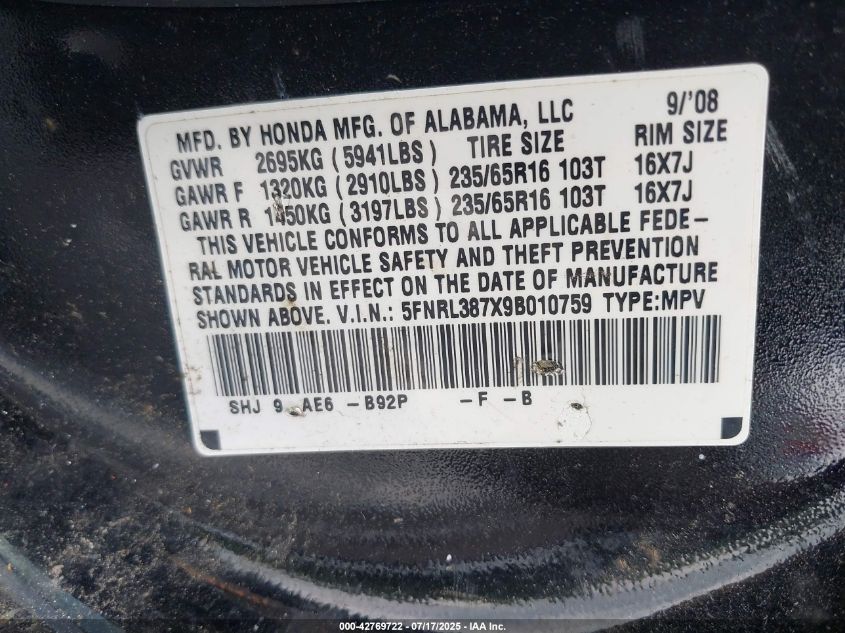 MFD. BY HONDA MFG. OF ALABAMA, LLC 9/'08
GVWR 2695KG (5941LBS) TIRE SIZE RIM SIZE
GAWR F 1320KG (2910LBS) 235/65R16 103T 16X7J
GAWR R 1450KG (3197LBS) 235/65R16 103T 16X7J
THIS VEHICLE CONFORMS TO ALL APPLICABLE FEDE-
RAL MOTOR VEHICLE SAFETY AND THEFT PREVENTION
STANDARDS IN EFFECT ON THE DATE OF MANUFACTURE
SHOWN ABOVE. V.I.N.: 5FNRL387X9B010759 TYPE:MPV
SHJ 9 AE6 -B92P -F -B
000-42769722 - 07/17/2025 - IAA Inc.